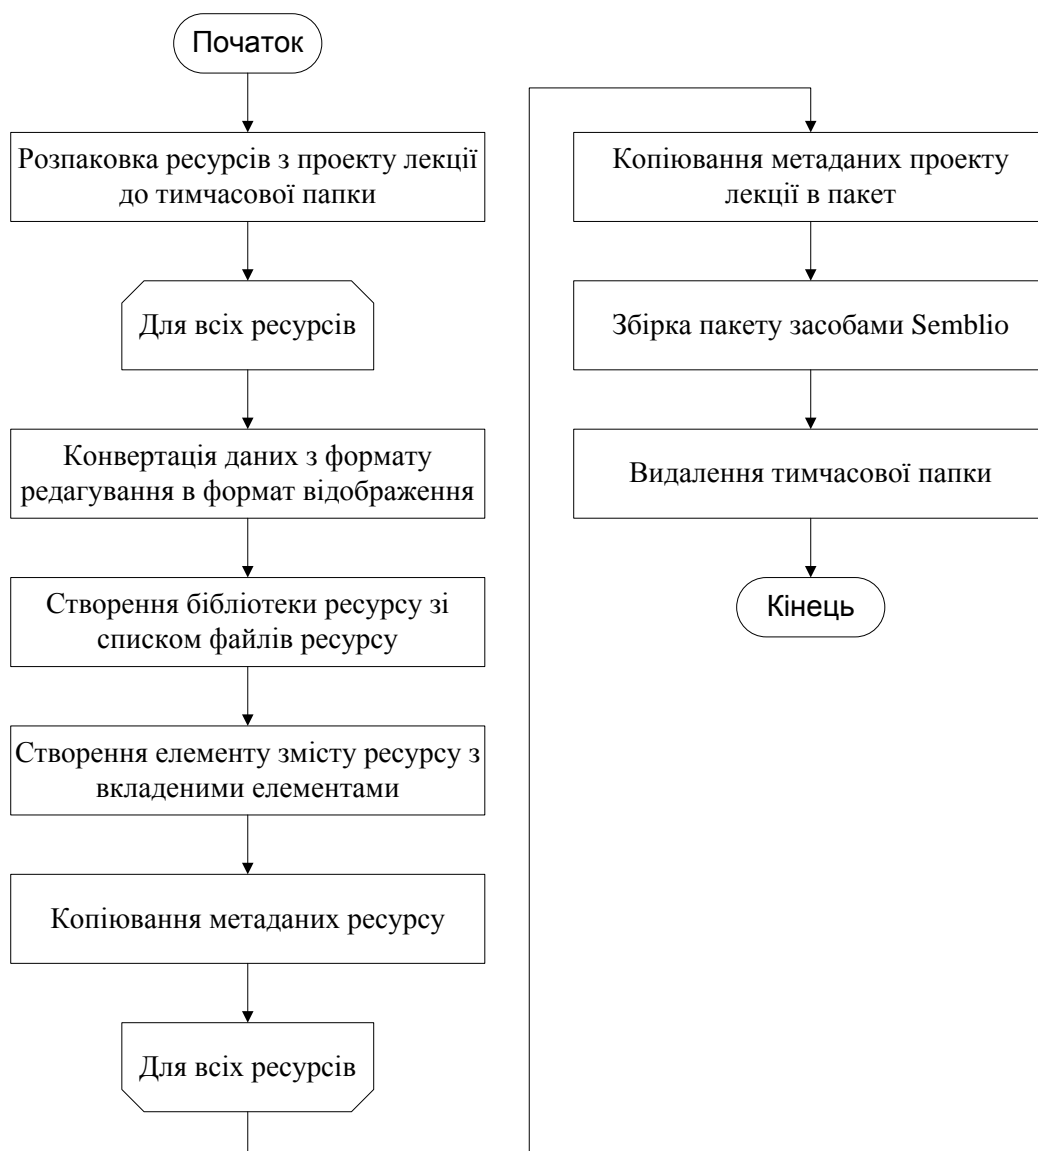 Початок
Розпаковка ресурсів з проекту лекції
до тимчасової папки
Для всіх ресурсів
Конвертація даних з формату
редагування в формат відображення
Створення бібліотеки ресурсу зі
списком файлів ресурсу
Створення елементу змісту ресурсу з
вкладеними елементами
Копіювання метаданих ресурсу
Для всіх ресурсів
Копіювання метаданих проекту
лекції в пакет
Збірка пакету засобами Semblio
Видалення тимчасової папки
Кінець